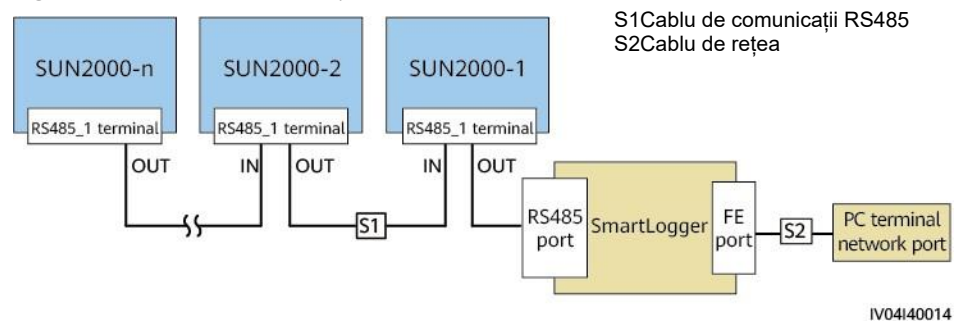 S1Cablu de comunicații RS485
S2Cablu de rețea
SUN2000-n
SUN2000-2
SUN2000-1
RS485_1 terminal
RS485_1 terminal
RS485_1 terminal
OUT
IN
OUT
IN
OUT
S1
RS485
port
SmartLogger
FE
port
S2
PC terminal
network port
IV04I40014